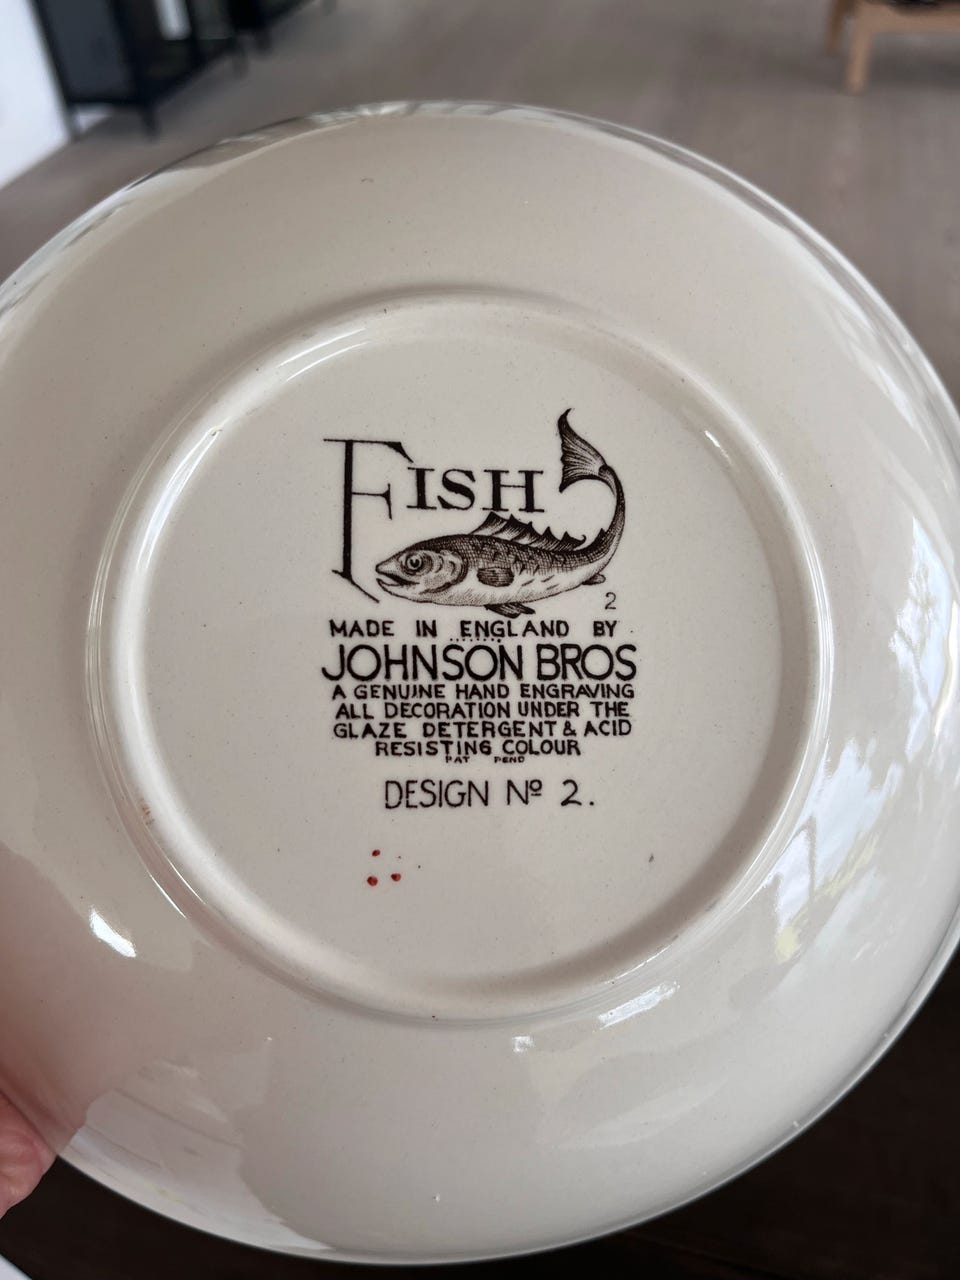 FISH
2
MADE IN ENGLAND BY
JOHNSON BROS
A GENUINE HAND ENGRAVING
ALL DECORATION UNDER THE
GLAZE DETERGENT & ACID
RESISTING COLOUR
PAT PEND
DESIGN Nº 2.